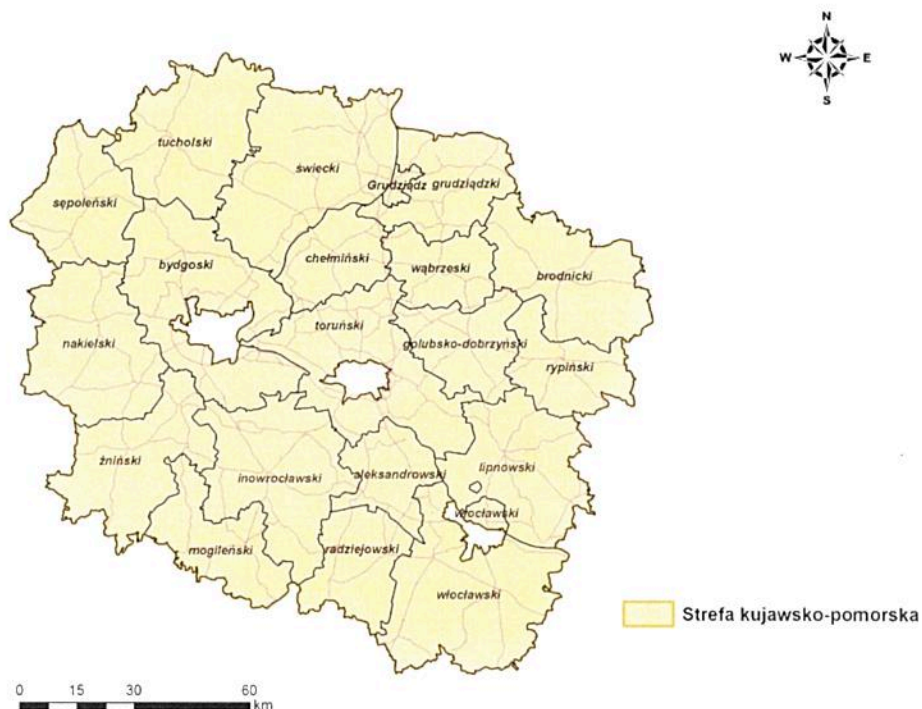 N
W E
S
tucholski
świecki
Grudziądz grudziądzki
sępoleński
chełmiński
bydgoski
wąbrzeski
brodnicki
toruński
nakielski
golubsko-dobrzyński
rypiński
żniński
lipnowski
inowrocławski
aleksandrowski
włocławski
mogileński
radziejowski
włocławski
Strefa kujawsko-pomorska
0 15 30 60
km